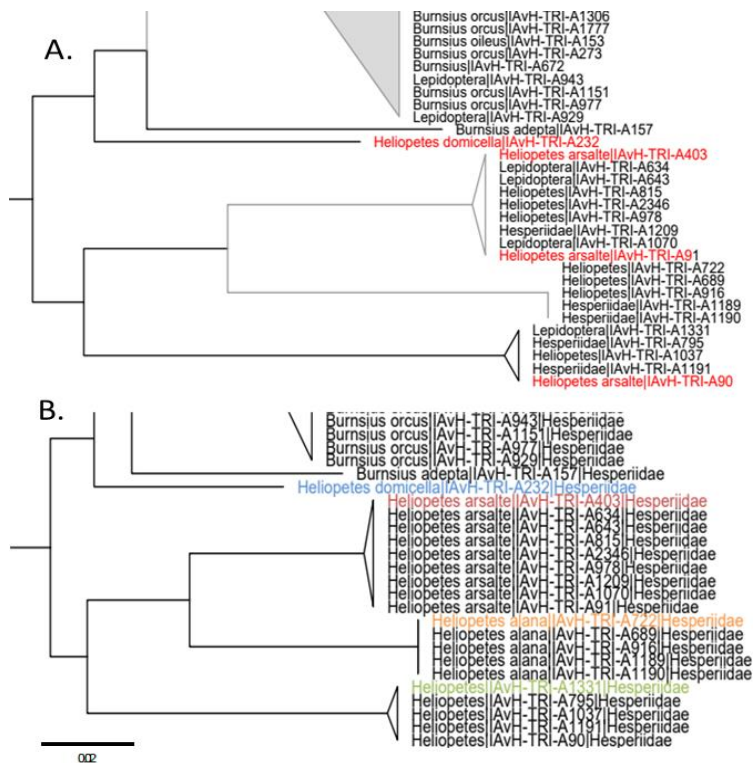 A.
Burnsius orcus|IAvH-TRI-A1306
Burnsius orcus|IAvH-TRI-A1777
Burnsius oileus|IAvH-TRI-A153
Burnsius orcus|IAvH-TRI-A273
Burnsius|IAvH-TRI-A672
Lepidoptera|IAvH-TRI-A943
Burnsius orcus|IAvH-TRI-A1151
Burnsius orcus|IAvH-TRI-A977
Lepidoptera|IAvH-TRI-A929
Burnsius adepta|IAvH-TRI-A157
Heliopetes domicella|IAvH-TRI-A232
Heliopetes arsalte|IAvH-TRI-A403
Lepidoptera|IAvH-TRI-A634
Lepidoptera|IAvH-TRI-A643
Heliopetes|IAvH-TRI-A815
Heliopetes|IAvH-TRI-A2346
Heliopetes|IAvH-TRI-A978
Hesperiidae|IAvH-TRI-A1209
Lepidoptera|IAvH-TRI-A1070
Heliopetes arsalte|IAvH-TRI-A91
Heliopetes|IAvH-TRI-A722
Heliopetes|IAvH-TRI-A689
Heliopetes|IAvH-TRI-A916
Hesperiidae|IAvH-TRI-A1189
Hesperiidae|IAvH-TRI-A1190
Lepidoptera|IAvH-TRI-A1331
Hesperiidae|IAvH-TRI-A795
Heliopetes|IAvH-TRI-A1037
Hesperiidae|IAvH-TRI-A1191
Heliopetes arsalte|IAvH-TRI-A90
B.
Burnsius orcus||IAvH-TRI-A943|Hesperiidae
Burnsius orcus||IAvH-TRI-A1151|Hesperiidae
Burnsius orcus||IAvH-TRI-A977|Hesperiidae
Burnsius orcus||IAvH-TRI-A929|Hesperiidae
Burnsius adepta||IAvH-TRI-A157|Hesperiidae
Heliopetes domicella||IAvH-TRI-A232|Hesperiidae
Heliopetes arsalte||IAvH-TRI-A403|Hesperiidae
Heliopetes arsalte||IAvH-TRI-A634|Hesperiidae
Heliopetes arsalte||IAvH-TRI-A643|Hesperiidae
Heliopetes arsalte||IAvH-TRI-A815|Hesperiidae
Heliopetes arsalte||IAvH-TRI-A2346|Hesperiidae
Heliopetes arsalte||IAvH-TRI-A978|Hesperiidae
Heliopetes arsalte||IAvH-TRI-A1209|Hesperiidae
Heliopetes arsalte||IAvH-TRI-A1070|Hesperiidae
Heliopetes arsalte||IAvH-TRI-A91|Hesperiidae
Heliopetes alana||IAvH-TRI-A722|Hesperiidae
Heliopetes alana||IAvH-TRI-A689|Hesperiidae
Heliopetes alana||IAvH-TRI-A916|Hesperiidae
Heliopetes alana||IAvH-TRI-A1189|Hesperiidae
Heliopetes alana||IAvH-TRI-A1190|Hesperiidae
Heliopetes||IAvH-TRI-A1331|Hesperiidae
Heliopetes||IAvH-TRI-A795|Hesperiidae
Heliopetes||IAvH-TRI-A1037|Hesperiidae
Heliopetes||IAvH-TRI-A1191|Hesperiidae
Heliopetes||IAvH-TRI-A90|Hesperiidae
0.02